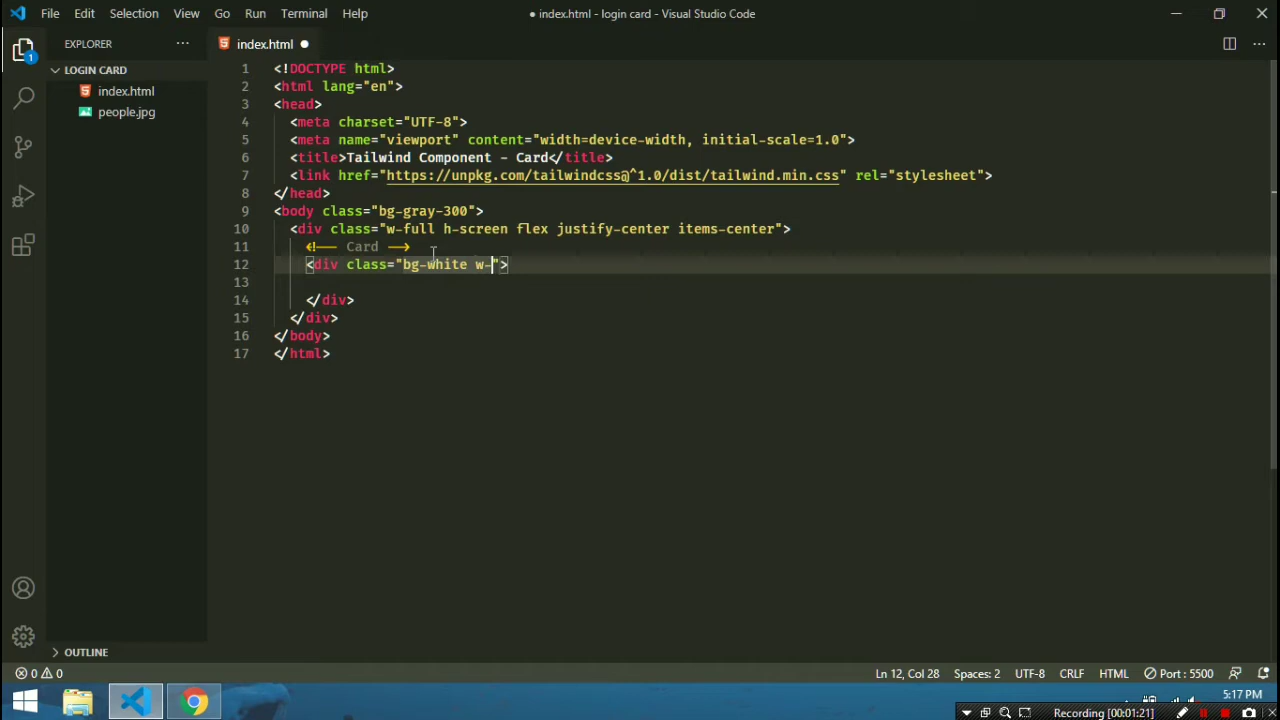 File Edit Selection View Go Run Terminal Help
● index.html - login card - Visual Studio Code
EXPLORER
index.html
LOGIN CARD
index.html
people.jpg
1 <!DOCTYPE html>
2 <html lang="en">
3 <head>
4 <meta charset="UTF-8">
5 <meta name="viewport" content="width=device-width, initial-scale=1.0">
6 <title>Tailwind Component - Card</title>
7 <link href="https://unpkg.com/tailwindcss@^1.0/dist/tailwind.min.css" rel="stylesheet">
8 </head>
9 <body class="bg-gray-300">
10 <div class="w-full h-screen flex justify-center items-center">
11 <!-- Card -->
12 <div class="bg-white w-">
13
14 </div>
15 </div>
16 </body>
17 </html>
1
OUTLINE
0 0
Ln 12, Col 28 Spaces: 2 UTF-8 CRLF HTML Port : 5500
5:17 PM
Recording [00:01:21]